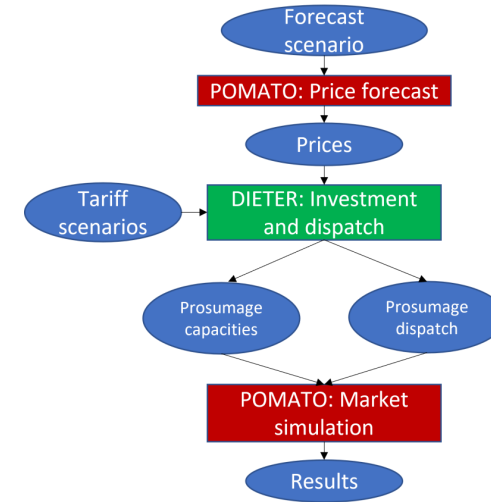 Forecast
scenario
POMATO: Price forecast
Prices
Tariff
scenarios
DIETER: Investment
and dispatch
Prosumage
capacities
Prosumage
dispatch
POMATO: Market
simulation
Results